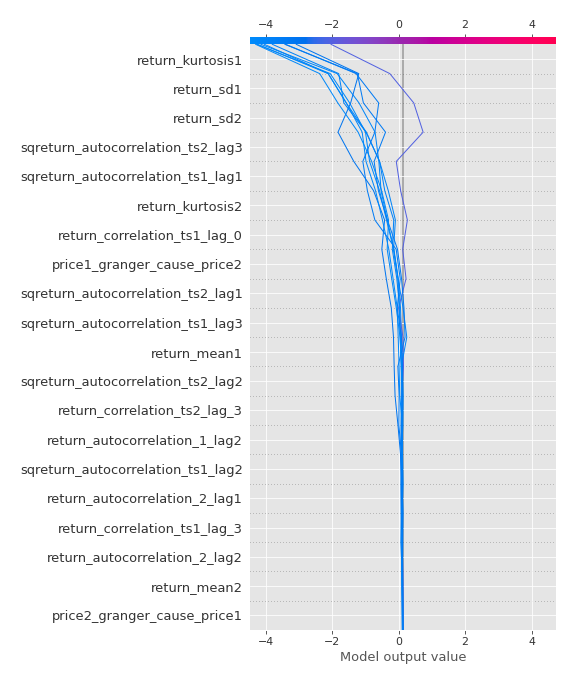 −4 −2 0 2 4
return_kurtosis1
return_sd1
return_sd2
sqreturn_autocorrelation_ts2_lag3
sqreturn_autocorrelation_ts1_lag1
return_kurtosis2
return_correlation_ts1_lag_0
price1_granger_cause_price2
sqreturn_autocorrelation_ts2_lag1
sqreturn_autocorrelation_ts1_lag3
return_mean1
sqreturn_autocorrelation_ts2_lag2
return_correlation_ts2_lag_3
return_autocorrelation_1_lag2
sqreturn_autocorrelation_ts1_lag2
return_autocorrelation_2_lag1
return_correlation_ts1_lag_3
return_autocorrelation_2_lag2
return_mean2
price2_granger_cause_price1
−4 −2 0 2 4
Model output value